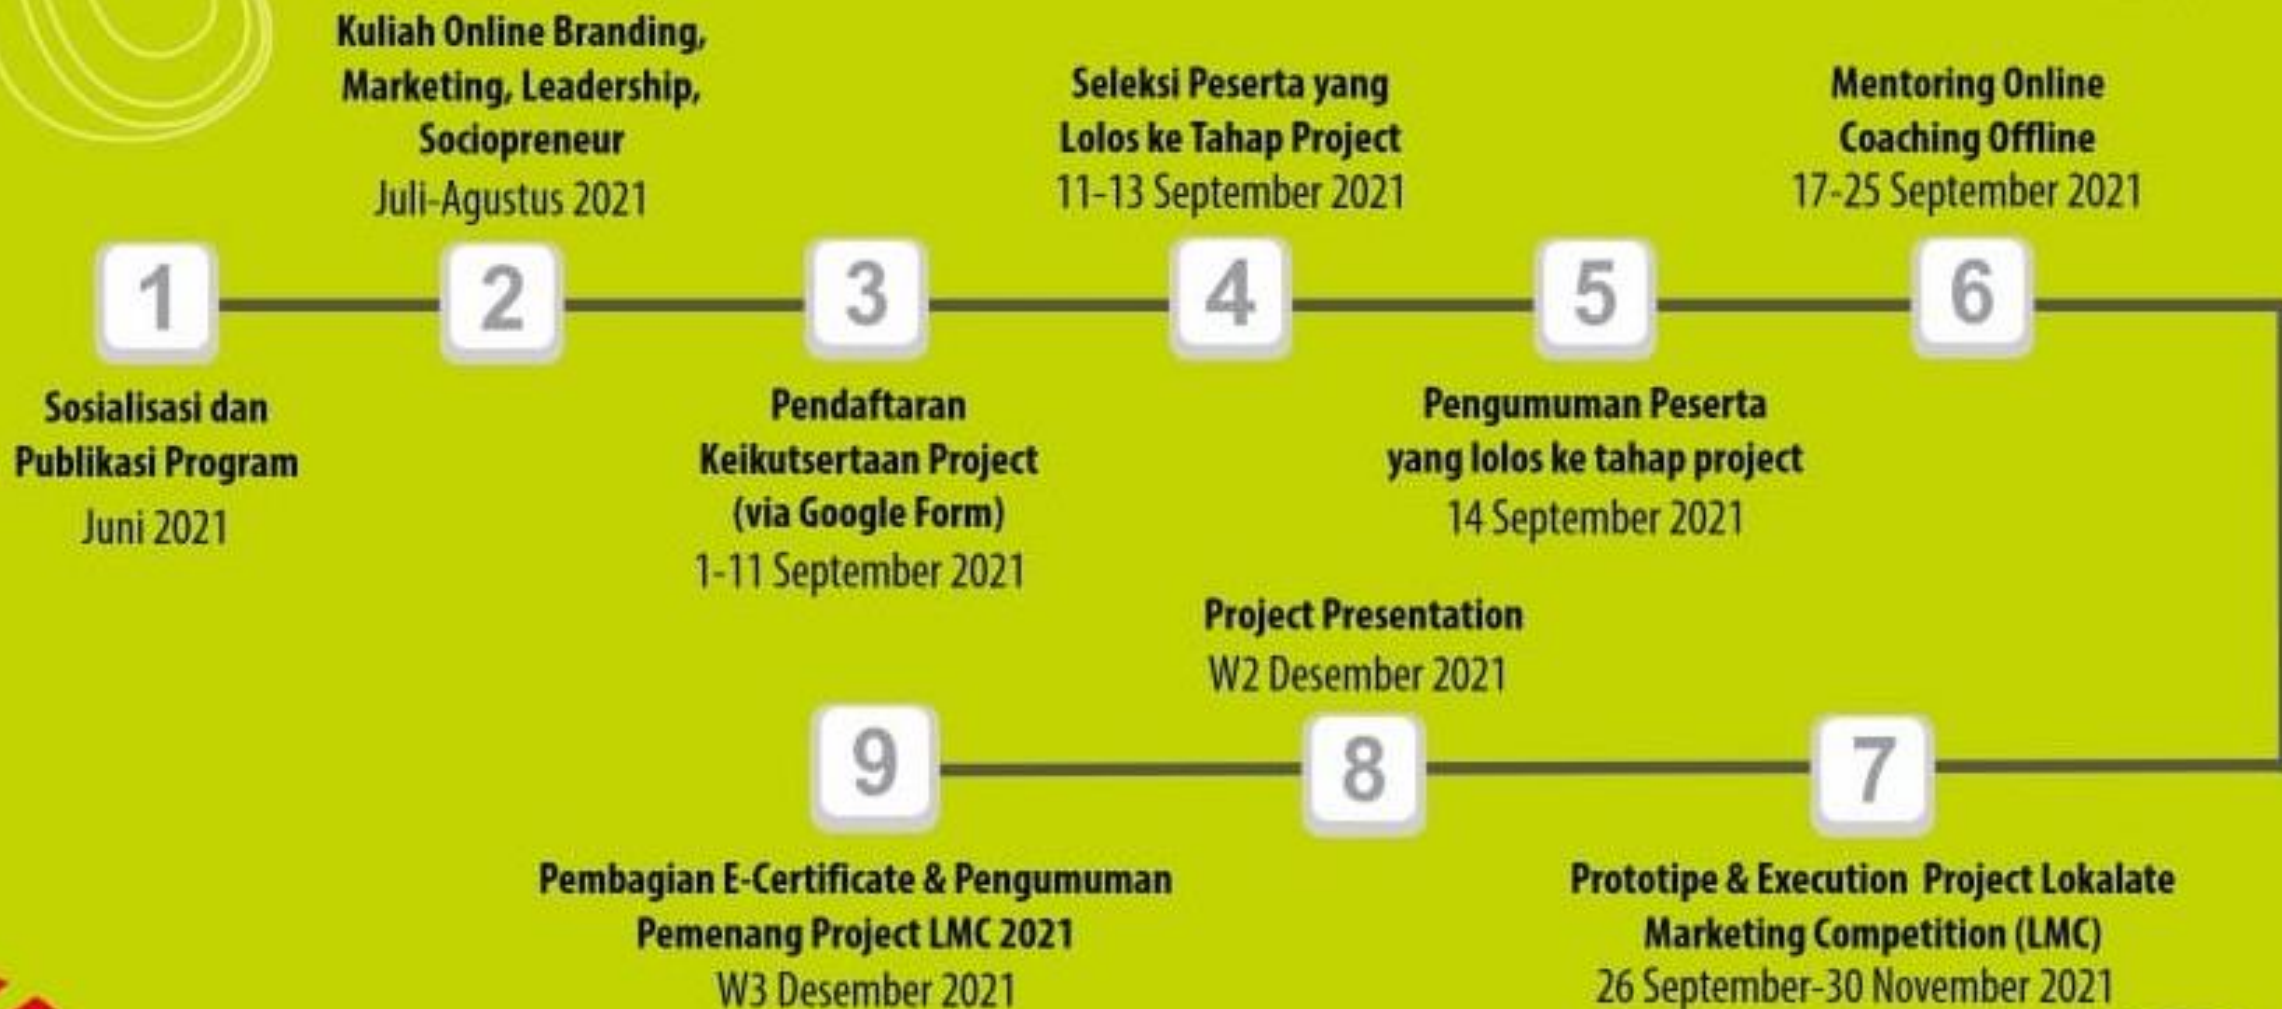 1
Sosialisasi dan
Publikasi Program
Juni 2021
Kuliah Online Branding,
Marketing, Leadership,
Sociopreneur
Juli-Agustus 2021
2
3
Pendaftaran
Keikutsertaan Project
(via Google Form)
1-11 September 2021
Seleksi Peserta yang
Lolos ke Tahap Project
11-13 September 2021
4
5
Pengumuman Peserta
yang lolos ke tahap project
14 September 2021
Mentoring Online
Coaching Offline
17-25 September 2021
6
7
Prototipe & Execution Project Lokalate
Marketing Competition (LMC)
26 September-30 November 2021
Project Presentation
W2 Desember 2021
8
9
Pembagian E-Certificate & Pengumuman
Pemenang Project LMC 2021
W3 Desember 2021